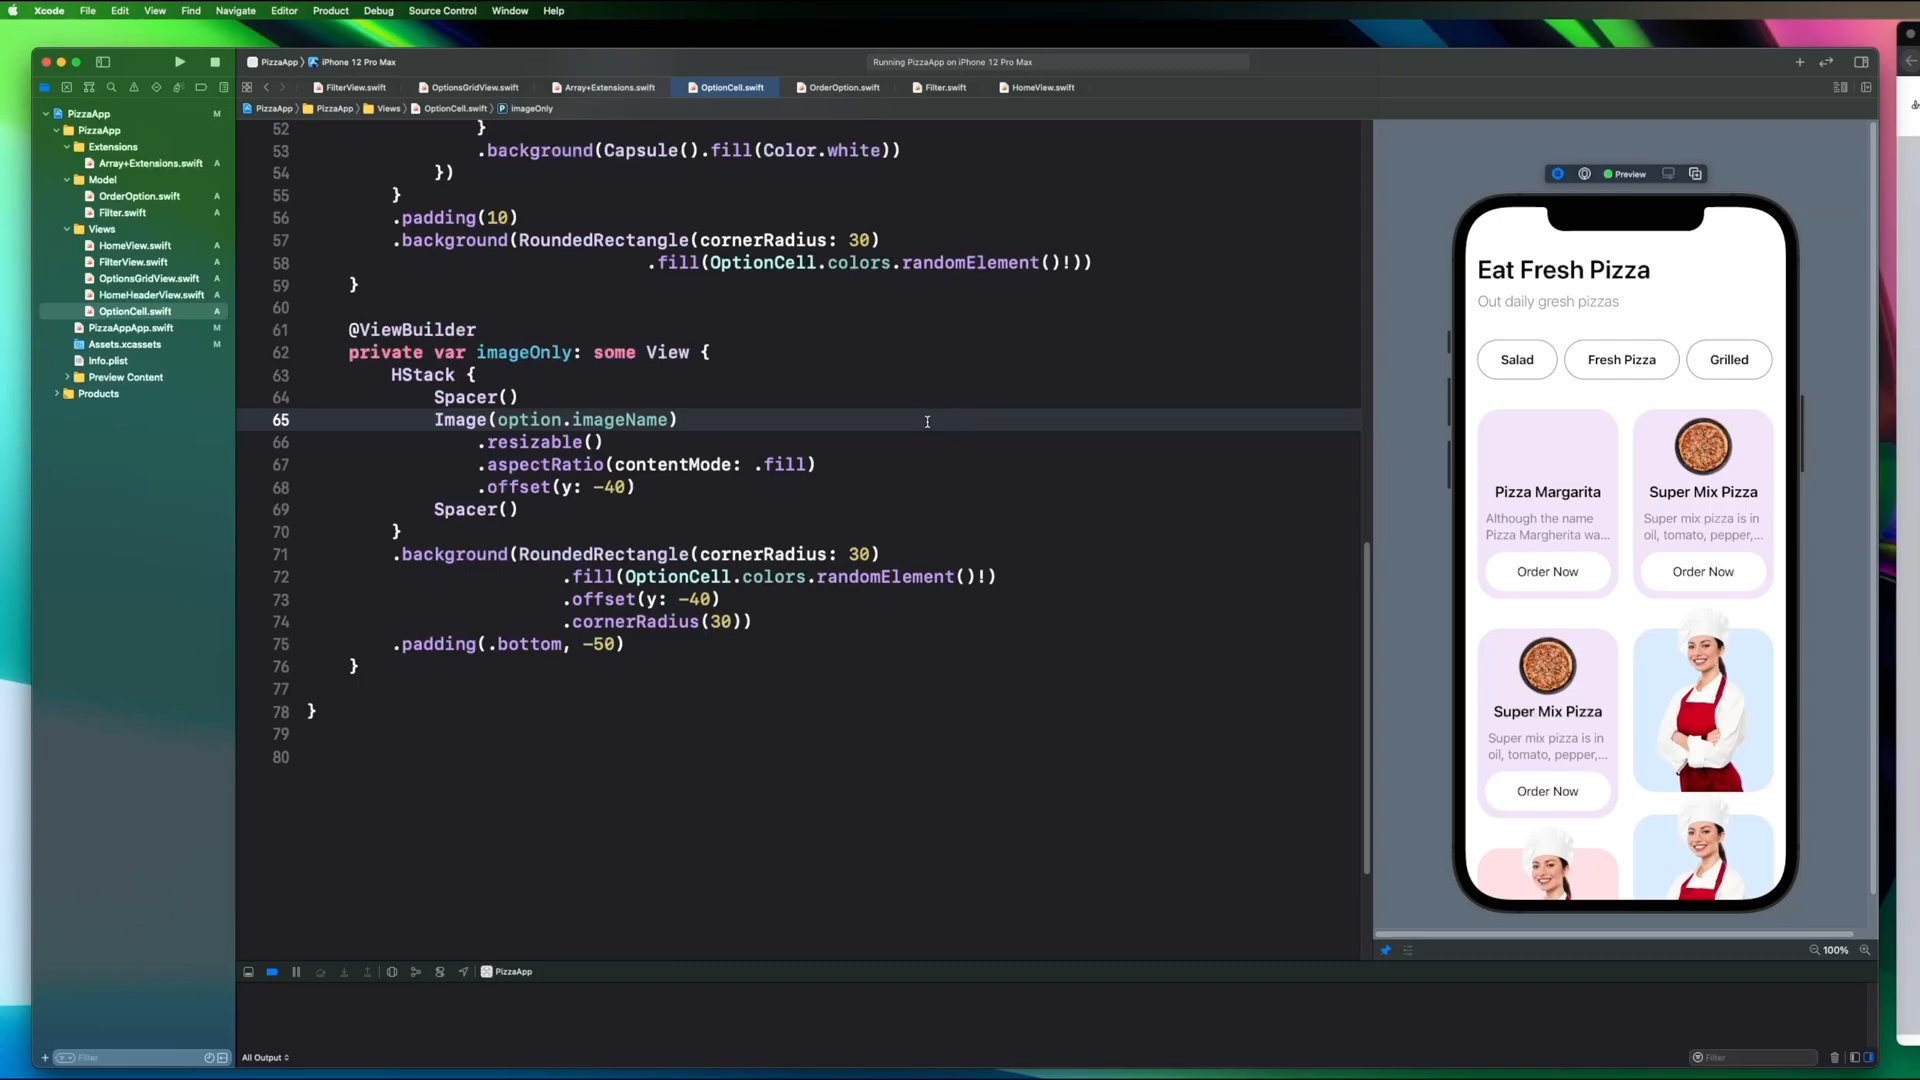 Xcode File Edit View Find Navigate Editor Product Debug Source Control Window Help
PizzaApp iPhone 12 Pro Max
Running PizzaApp on iPhone 12 Pro Max
FilterView.swift OptionsGridView.swift Array+Extensions.swift OptionCell.swift OrderOption.swift Filter.swift HomeView.swift
PizzaApp PizzaApp Views OptionCell.swift imageOnly
PizzaApp M
PizzaApp
Extensions
Array+Extensions.swift A
Model
OrderOption.swift A
Filter.swift A
Views
HomeView.swift A
FilterView.swift A
OptionsGridView.swift A
HomeHeaderView.swift A
OptionCell.swift A
PizzaAppApp.swift M
Assets.xcassets M
Info.plist
Preview Content
Products
Filter
52 }
53 .background(Capsule().fill(Color.white))
54 })
55 }
56 .padding(10)
57 .background(RoundedRectangle(cornerRadius: 30)
58 .fill(OptionCell.colors.randomElement()!))
59 }
60
61 @ViewBuilder
62 private var imageOnly: some View {
63 HStack {
64 Spacer()
65 Image(option.imageName)
66 .resizable()
67 .aspectRatio(contentMode: .fill)
68 .offset(y: -40)
69 Spacer()
70 }
71 .background(RoundedRectangle(cornerRadius: 30)
72 .fill(OptionCell.colors.randomElement()!)
73 .offset(y: -40)
74 .cornerRadius(30))
75 .padding(.bottom, -50)
76 }
77
78 }
79
80
Preview
Eat Fresh Pizza
Out daily gresh pizzas
Salad Fresh Pizza Grilled
Pizza Margarita
Although the name
Pizza Margherita wa...
Order Now
Super Mix Pizza
Super mix pizza is in
oil, tomato, pepper,...
Order Now
Super Mix Pizza
Super mix pizza is in
oil, tomato, pepper,...
Order Now
100%
PizzaApp
All Output
Filter